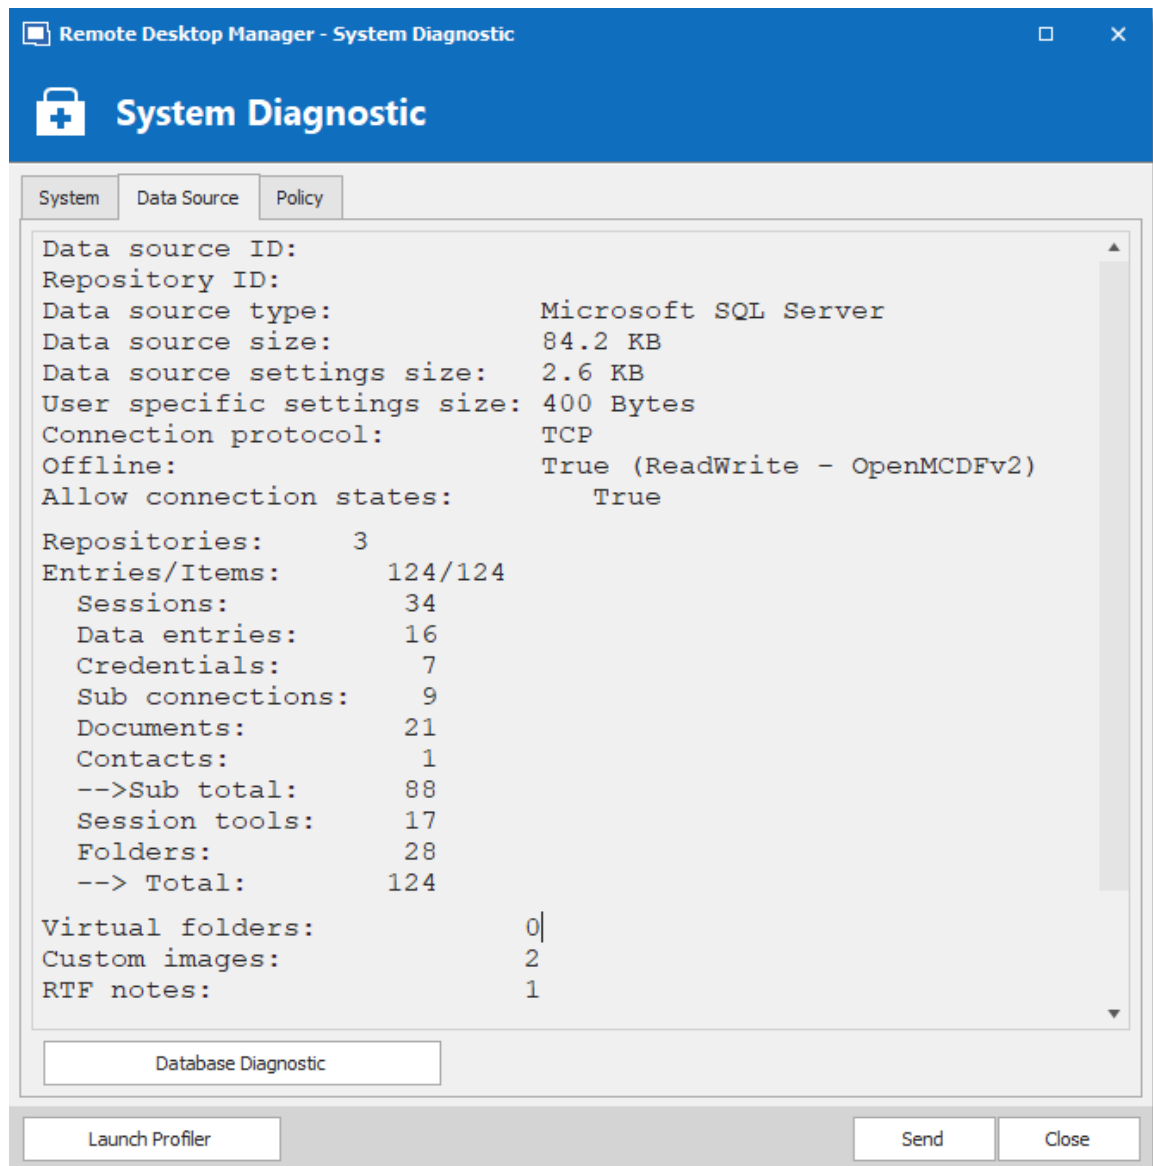 Remote Desktop Manager - System Diagnostic
System Diagnostic
System Data Source Policy
Data source ID:
Repository ID:
Data source type: Microsoft SQL Server
Data source size: 84.2 KB
Data source settings size: 2.6 KB
User specific settings size: 400 Bytes
Connection protocol: TCP
Offline: True (ReadWrite - OpenMCDFv2)
Allow connection states: True
Repositories: 3
Entries/Items: 124/124
Sessions: 34
Data entries: 16
Credentials: 7
Sub connections: 9
Documents: 21
Contacts: 1
-->Sub total: 88
Session tools: 17
Folders: 28
--> Total: 124
Virtual folders: 0
Custom images: 2
RTF notes: 1
Database Diagnostic
Launch Profiler Send Close